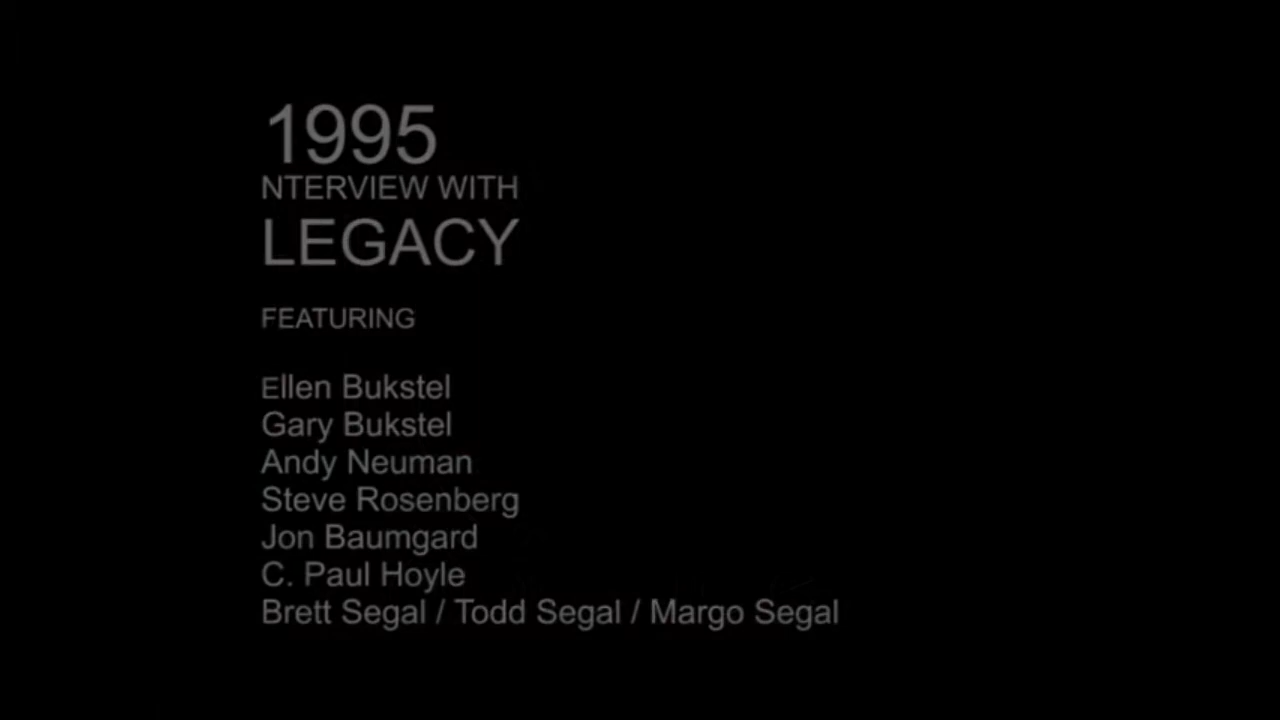 1995
NTERVIEW WITH
LEGACY
FEATURING
Ellen Bukstel
Gary Bukstel
Andy Neuman
Steve Rosenberg
Jon Baumgard
C. Paul Hoyle
Brett Segal / Todd Segal / Margo Segal